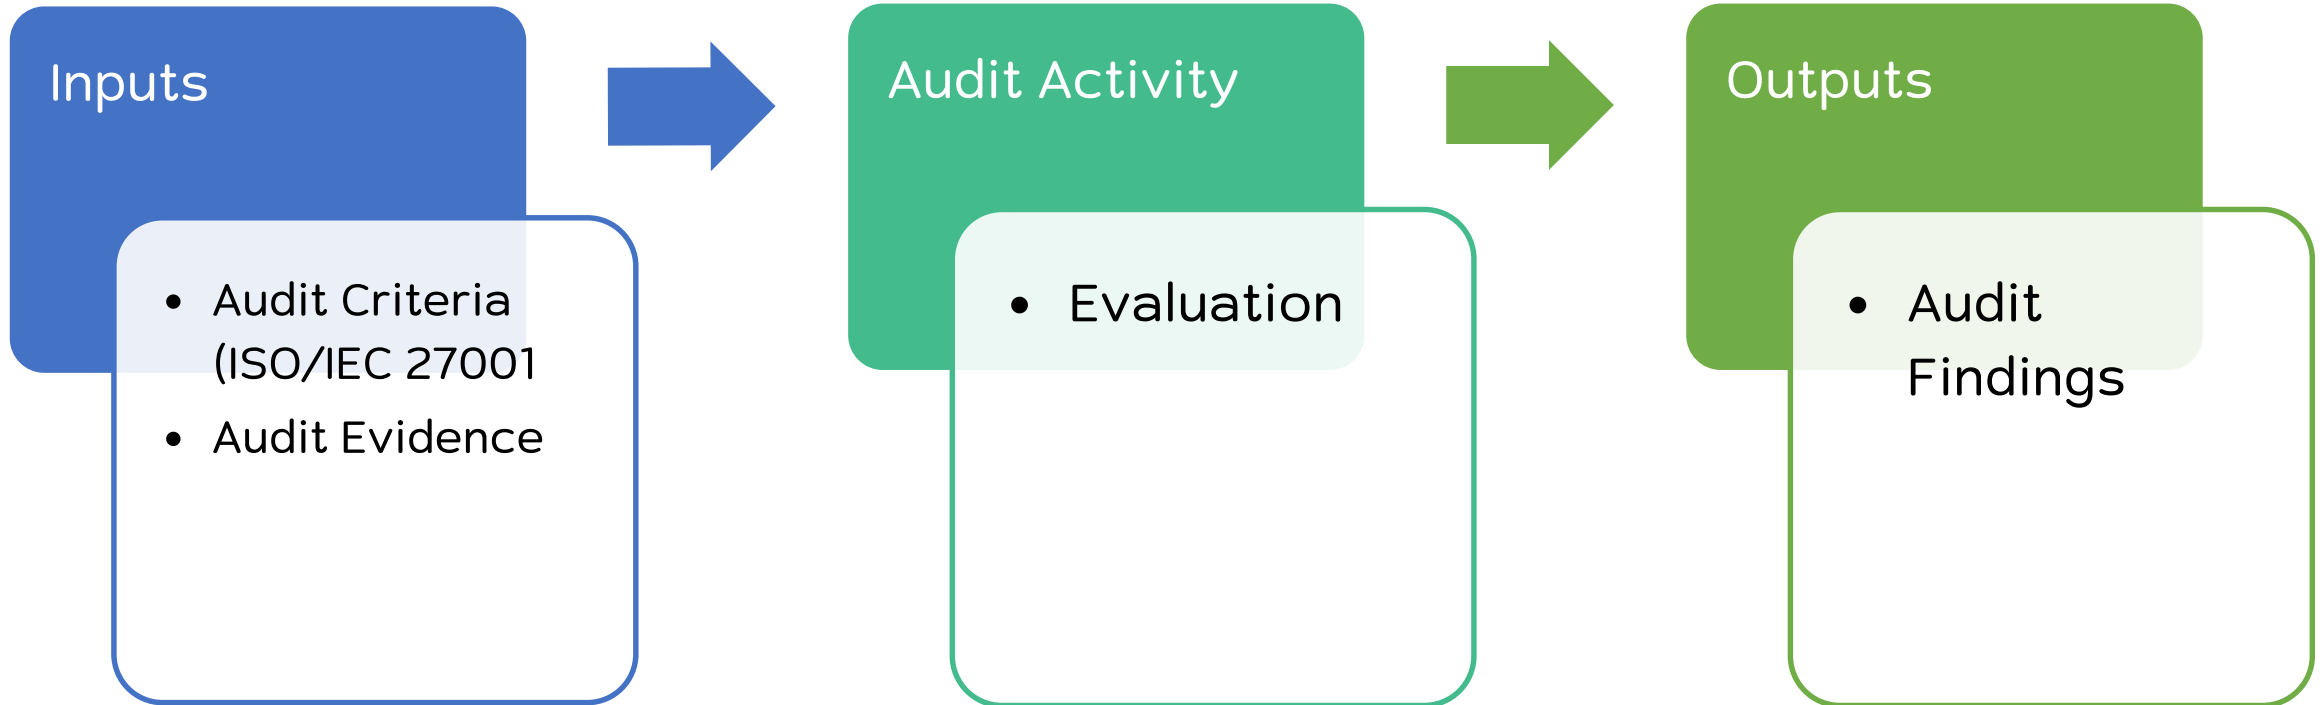 Inputs
• Audit Criteria
(ISO/IEC 27001
• Audit Evidence
Audit Activity
• Evaluation
Outputs
• Audit
Findings